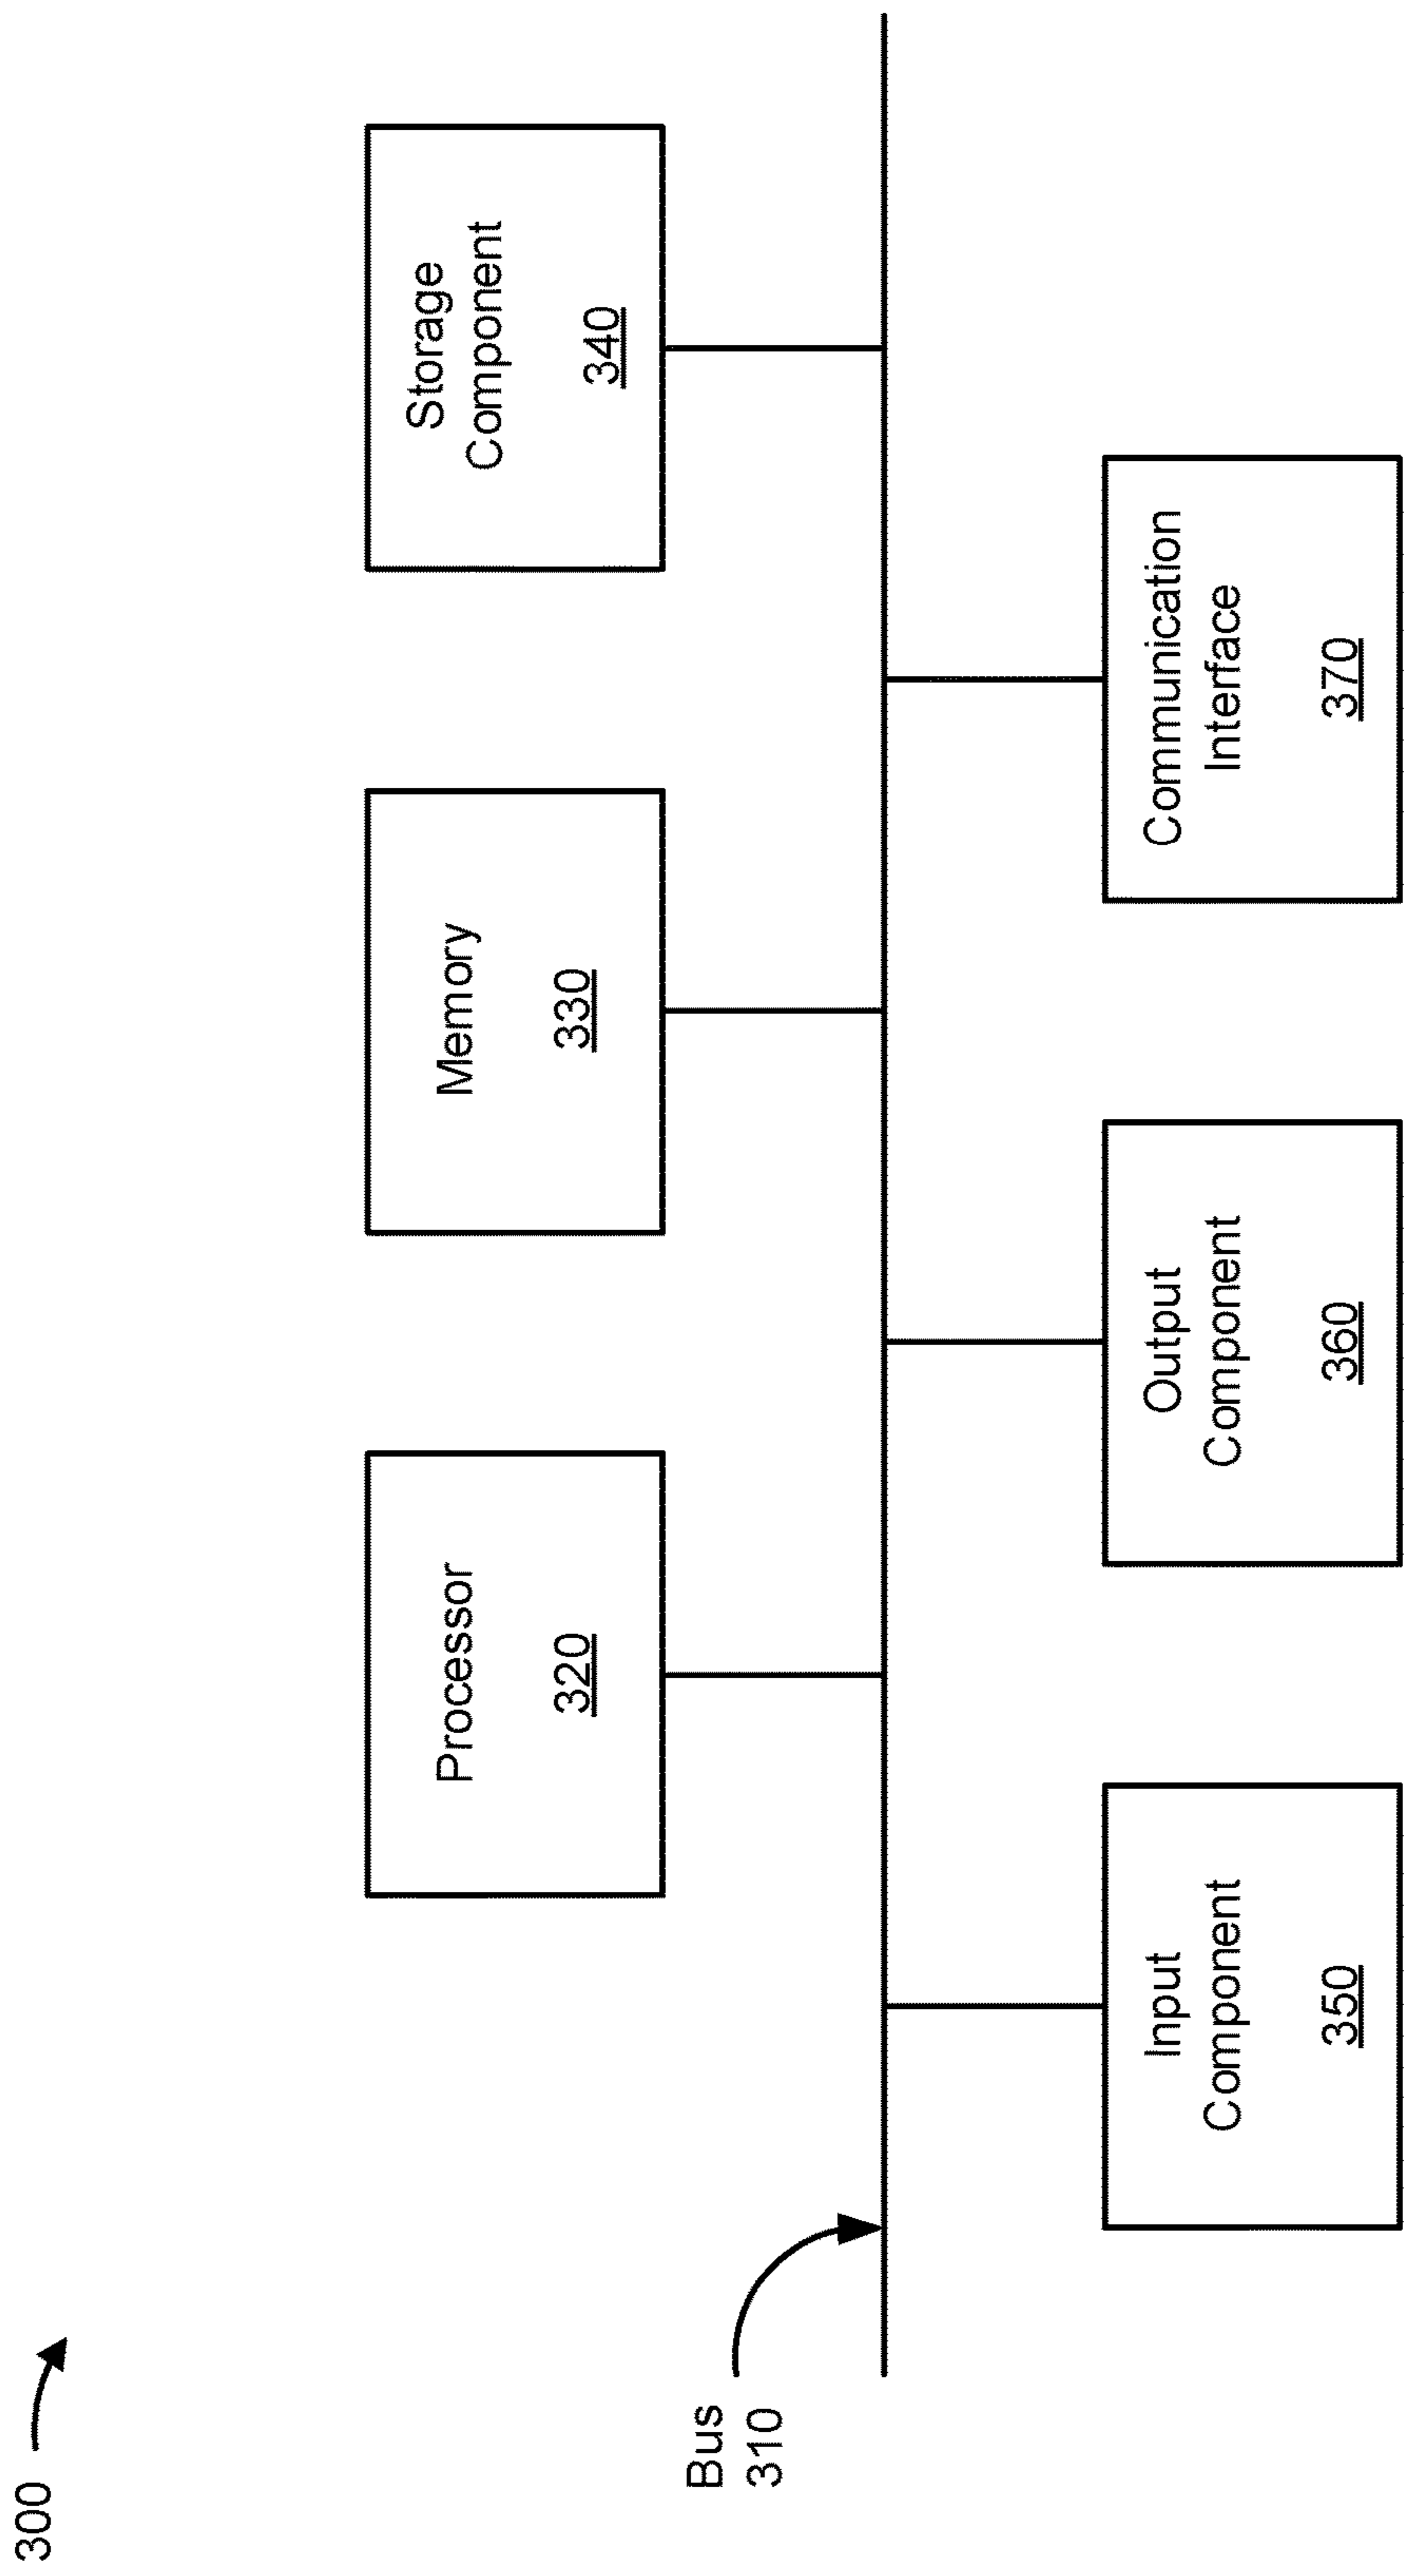 300
Processor
320
Memory
330
Storage
Component
340
Bus
310
Input
Component
350
Output
Component
360
Communication
Interface
370